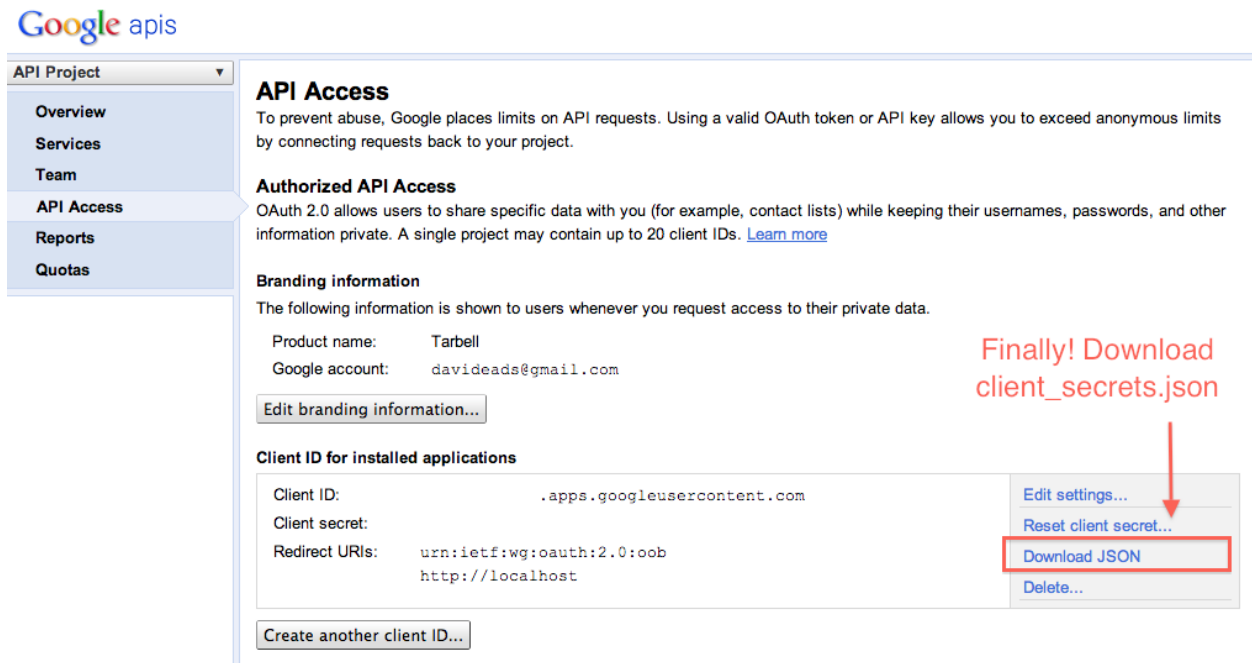 Google apis
API Project
Overview
Services
Team
API Access
Reports
Quotas
API Access
To prevent abuse, Google places limits on API requests. Using a valid OAuth token or API key allows you to exceed anonymous limits
by connecting requests back to your project.
Authorized API Access
OAuth 2.0 allows users to share specific data with you (for example, contact lists) while keeping their usernames, passwords, and other
information private. A single project may contain up to 20 client IDs. Learn more
Branding information
The following information is shown to users whenever you request access to their private data.
Product name: Tarbell
Google account: davideads@gmail.com
Edit branding information...
Finally! Download
client_secrets.json
Client ID for installed applications
Client ID: .apps.googleusercontent.com
Client secret:
Redirect URIs: urn:ietf:wg:oauth:2.0:oob
http://localhost
Edit settings...
Reset client secret...
Download JSON
Delete...
Create another client ID...